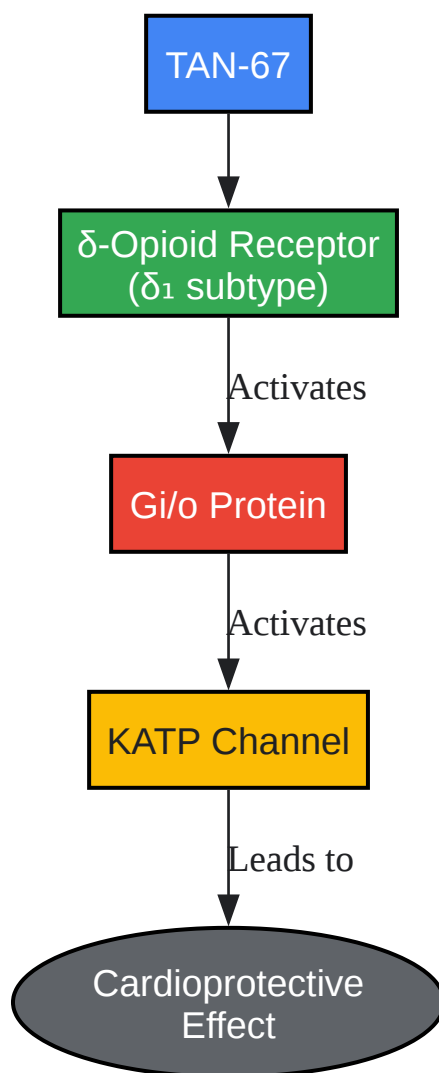 TAN-67
δ-Opioid Receptor
(δ₁ subtype)
Activates
Gi/o Protein
Activates
KATP Channel
Leads to
Cardioprotective
Effect